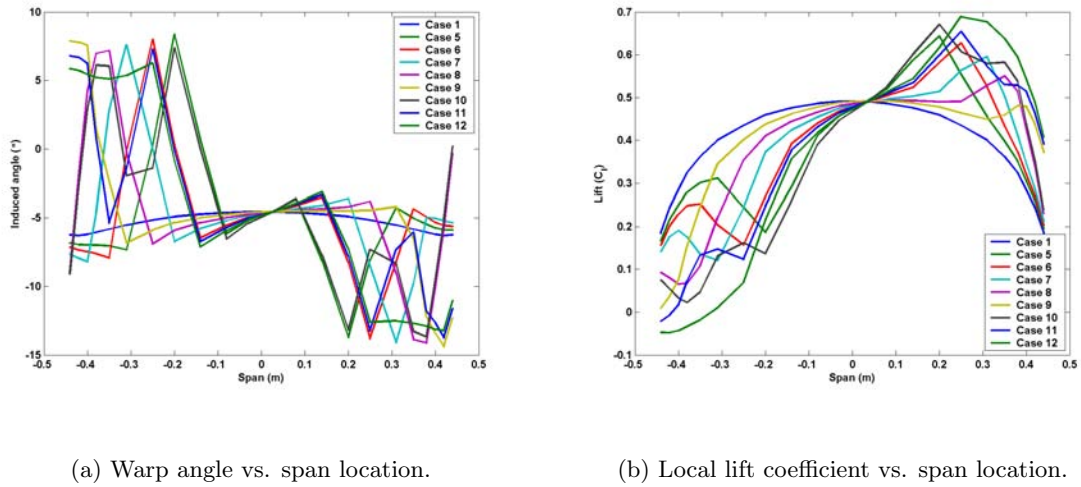 10
5
0
-5
-10
-15
Induced angle (°)
-0.5 -0.4 -0.3 -0.2 -0.1 0 0.1 0.2 0.3 0.4 0.5
Span (m)
Case 1
Case 5
Case 6
Case 7
Case 8
Case 9
Case 10
Case 11
Case 12
0.7
0.6
0.5
0.4
0.3
0.2
0.1
0
-0.1
Lift (Cl)
-0.5 -0.4 -0.3 -0.2 -0.1 0 0.1 0.2 0.3 0.4 0.5
Span (m)
Case 1
Case 5
Case 6
Case 7
Case 8
Case 9
Case 10
Case 11
Case 12
(a) Warp angle vs. span location.
(b) Local lift coefficient vs. span location.